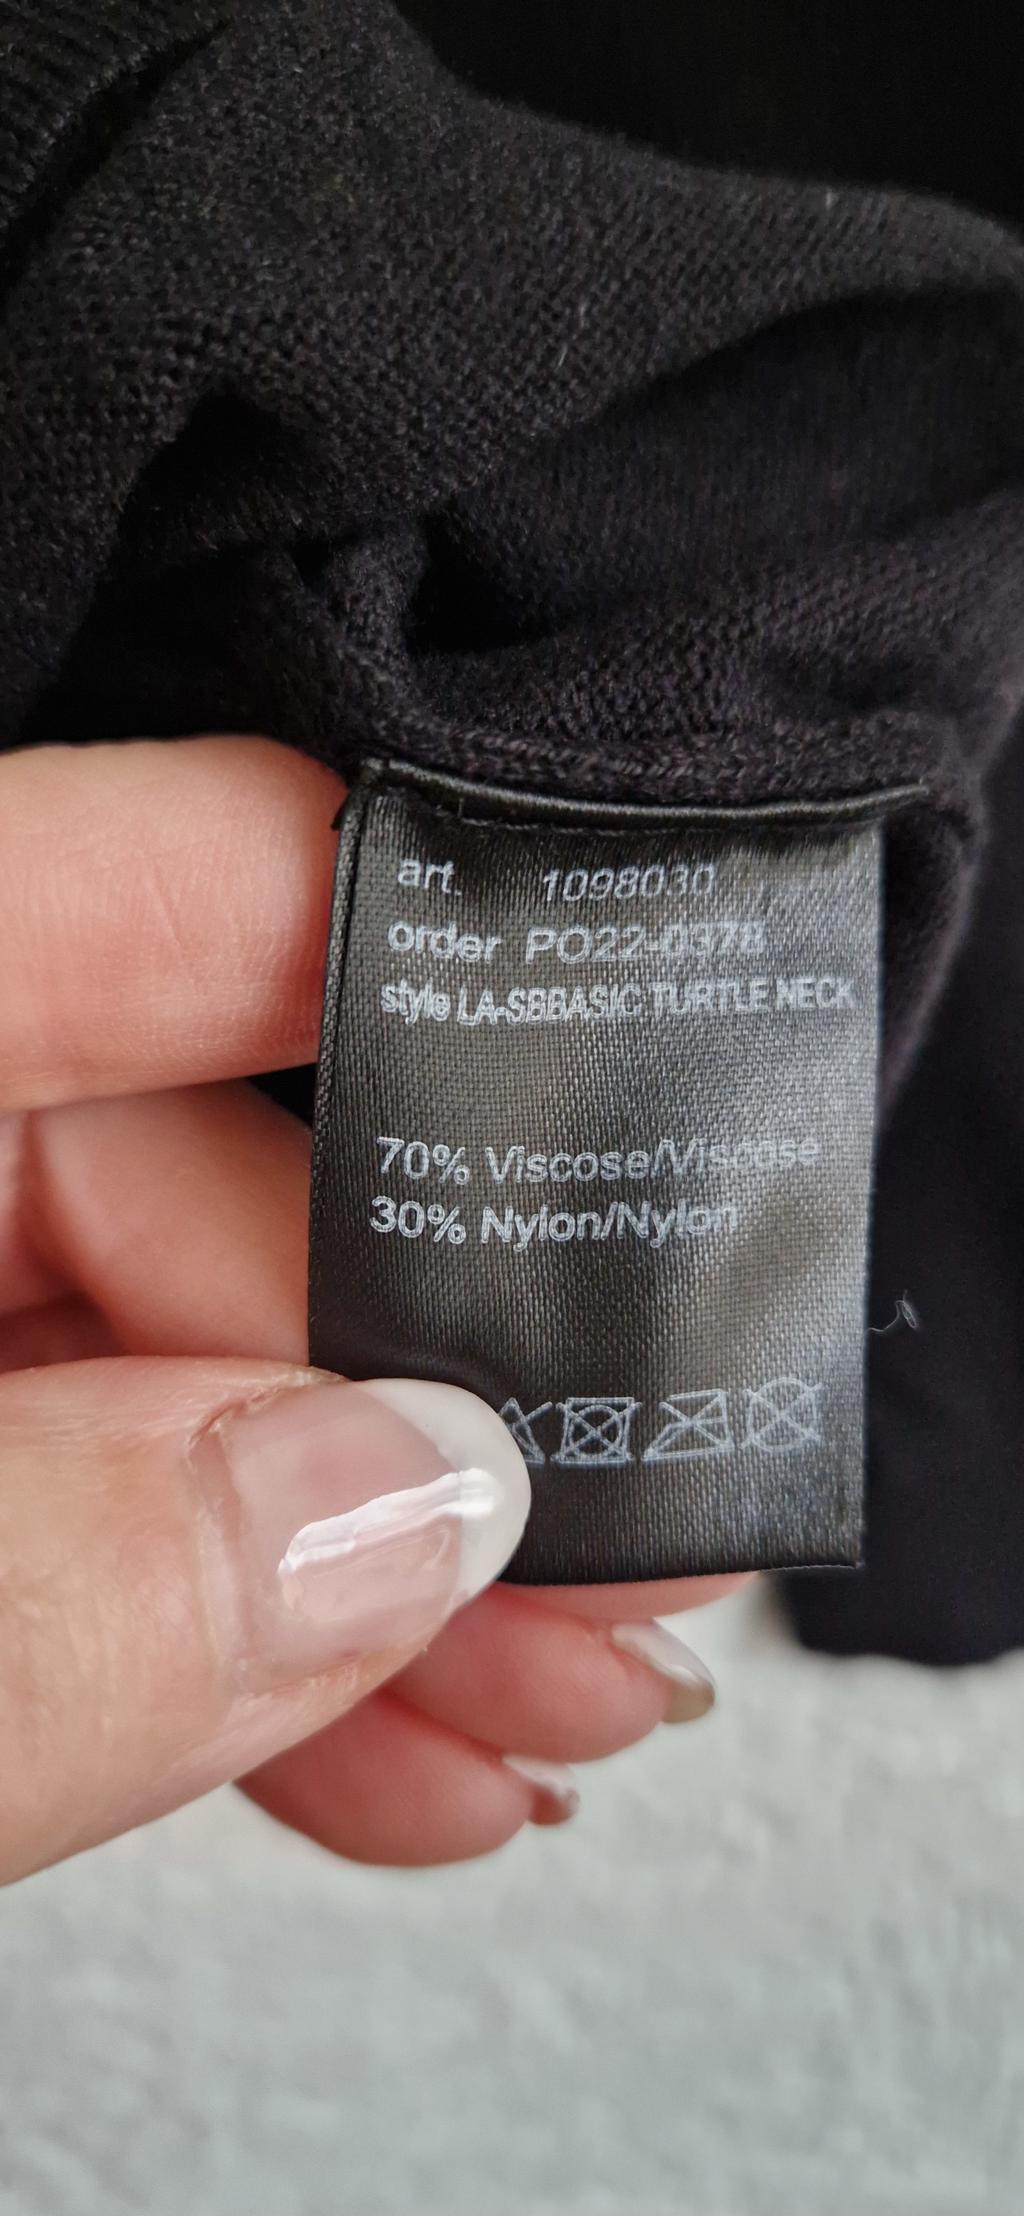 art. 1098030
order PO22-0378
style LA-SBBASIC TURTLE NECK
70% Viscose/Viscose
30% Nylon/Nylon